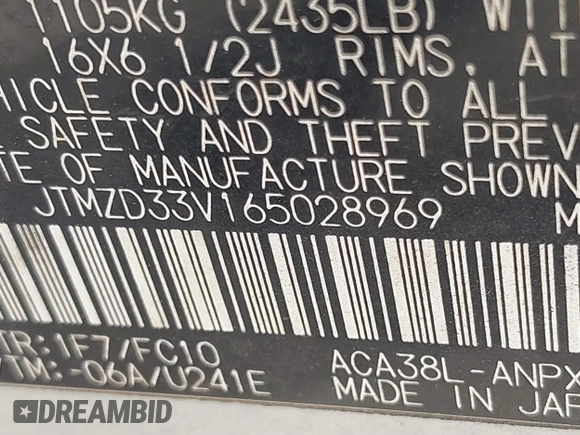 1105KG (2435LB) WIT
16X6 1/2J RIMS, AT
HICLE CONFORMS TO ALL
SAFETY AND THEFT PREV
TE OF MANUFACTURE SHOWN
JTMZD33V165028969 M
TR:1F7/FC10 ACA38L-ANPX
TM:-06A/U241E MADE IN JAP
DREAMBID